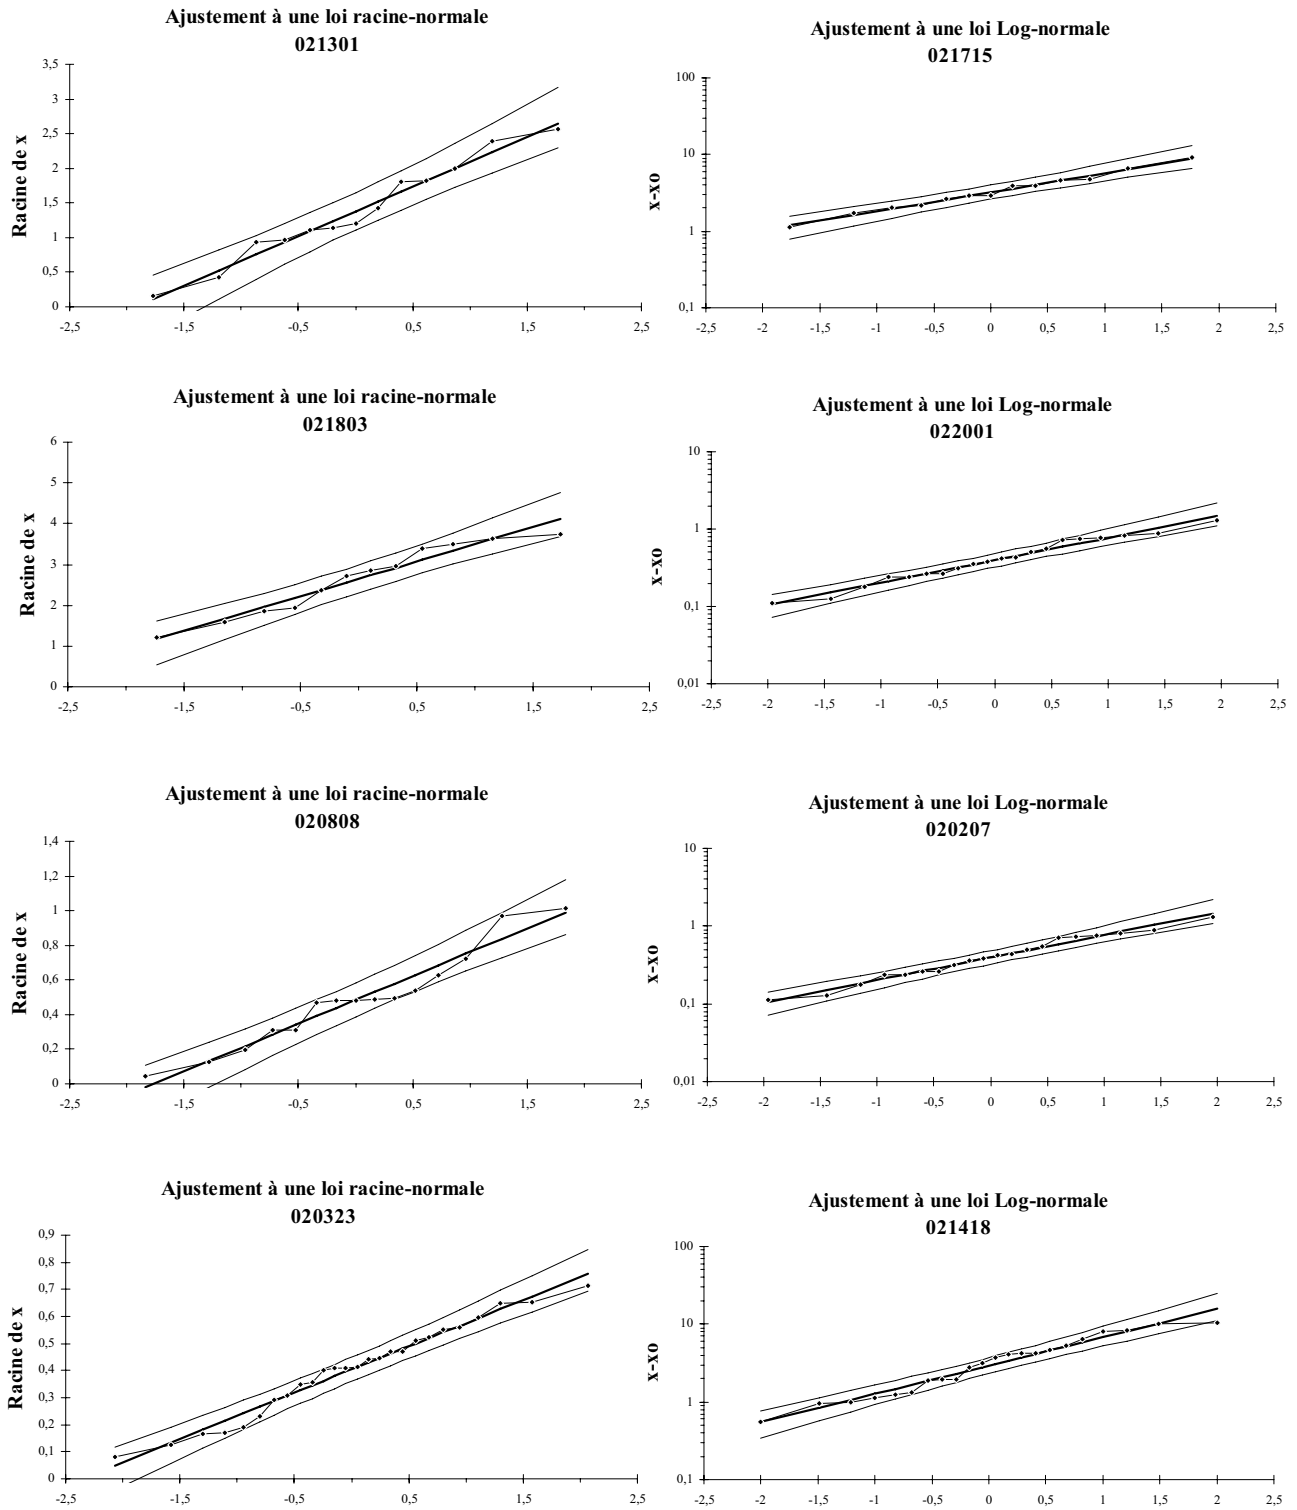 Ajustement à une loi racine-normale
021301
3,5
3
2,5
2
1,5
1
0,5
0
Racine de x
-2,5 -1,5 -0,5 0,5 1,5 2,5
Ajustement à une loi Log-normale
021715
100
10
1
0,1
x-xo
-2,5 -2 -1,5 -1 -0,5 0 0,5 1 1,5 2 2,5
Ajustement à une loi racine-normale
021803
6
5
4
3
2
1
0
Racine de x
-2,5 -1,5 -0,5 0,5 1,5 2,5
Ajustement à une loi Log-normale
022001
10
1
0,1
0,01
x-xo
-2,5 -2 -1,5 -1 -0,5 0 0,5 1 1,5 2 2,5
Ajustement à une loi racine-normale
020808
1,4
1,2
1
0,8
0,6
0,4
0,2
0
Racine de x
-2,5 -1,5 -0,5 0,5 1,5 2,5
Ajustement à une loi Log-normale
020207
10
1
0,1
0,01
x-xo
-2,5 -2 -1,5 -1 -0,5 0 0,5 1 1,5 2 2,5
Ajustement à une loi racine-normale
020323
0,9
0,8
0,7
0,6
0,5
0,4
0,3
0,2
0,1
0
Racine de x
-2,5 -1,5 -0,5 0,5 1,5 2,5
Ajustement à une loi Log-normale
021418
100
10
1
0,1
x-xo
-2,5 -2 -1,5 -1 -0,5 0 0,5 1 1,5 2 2,5